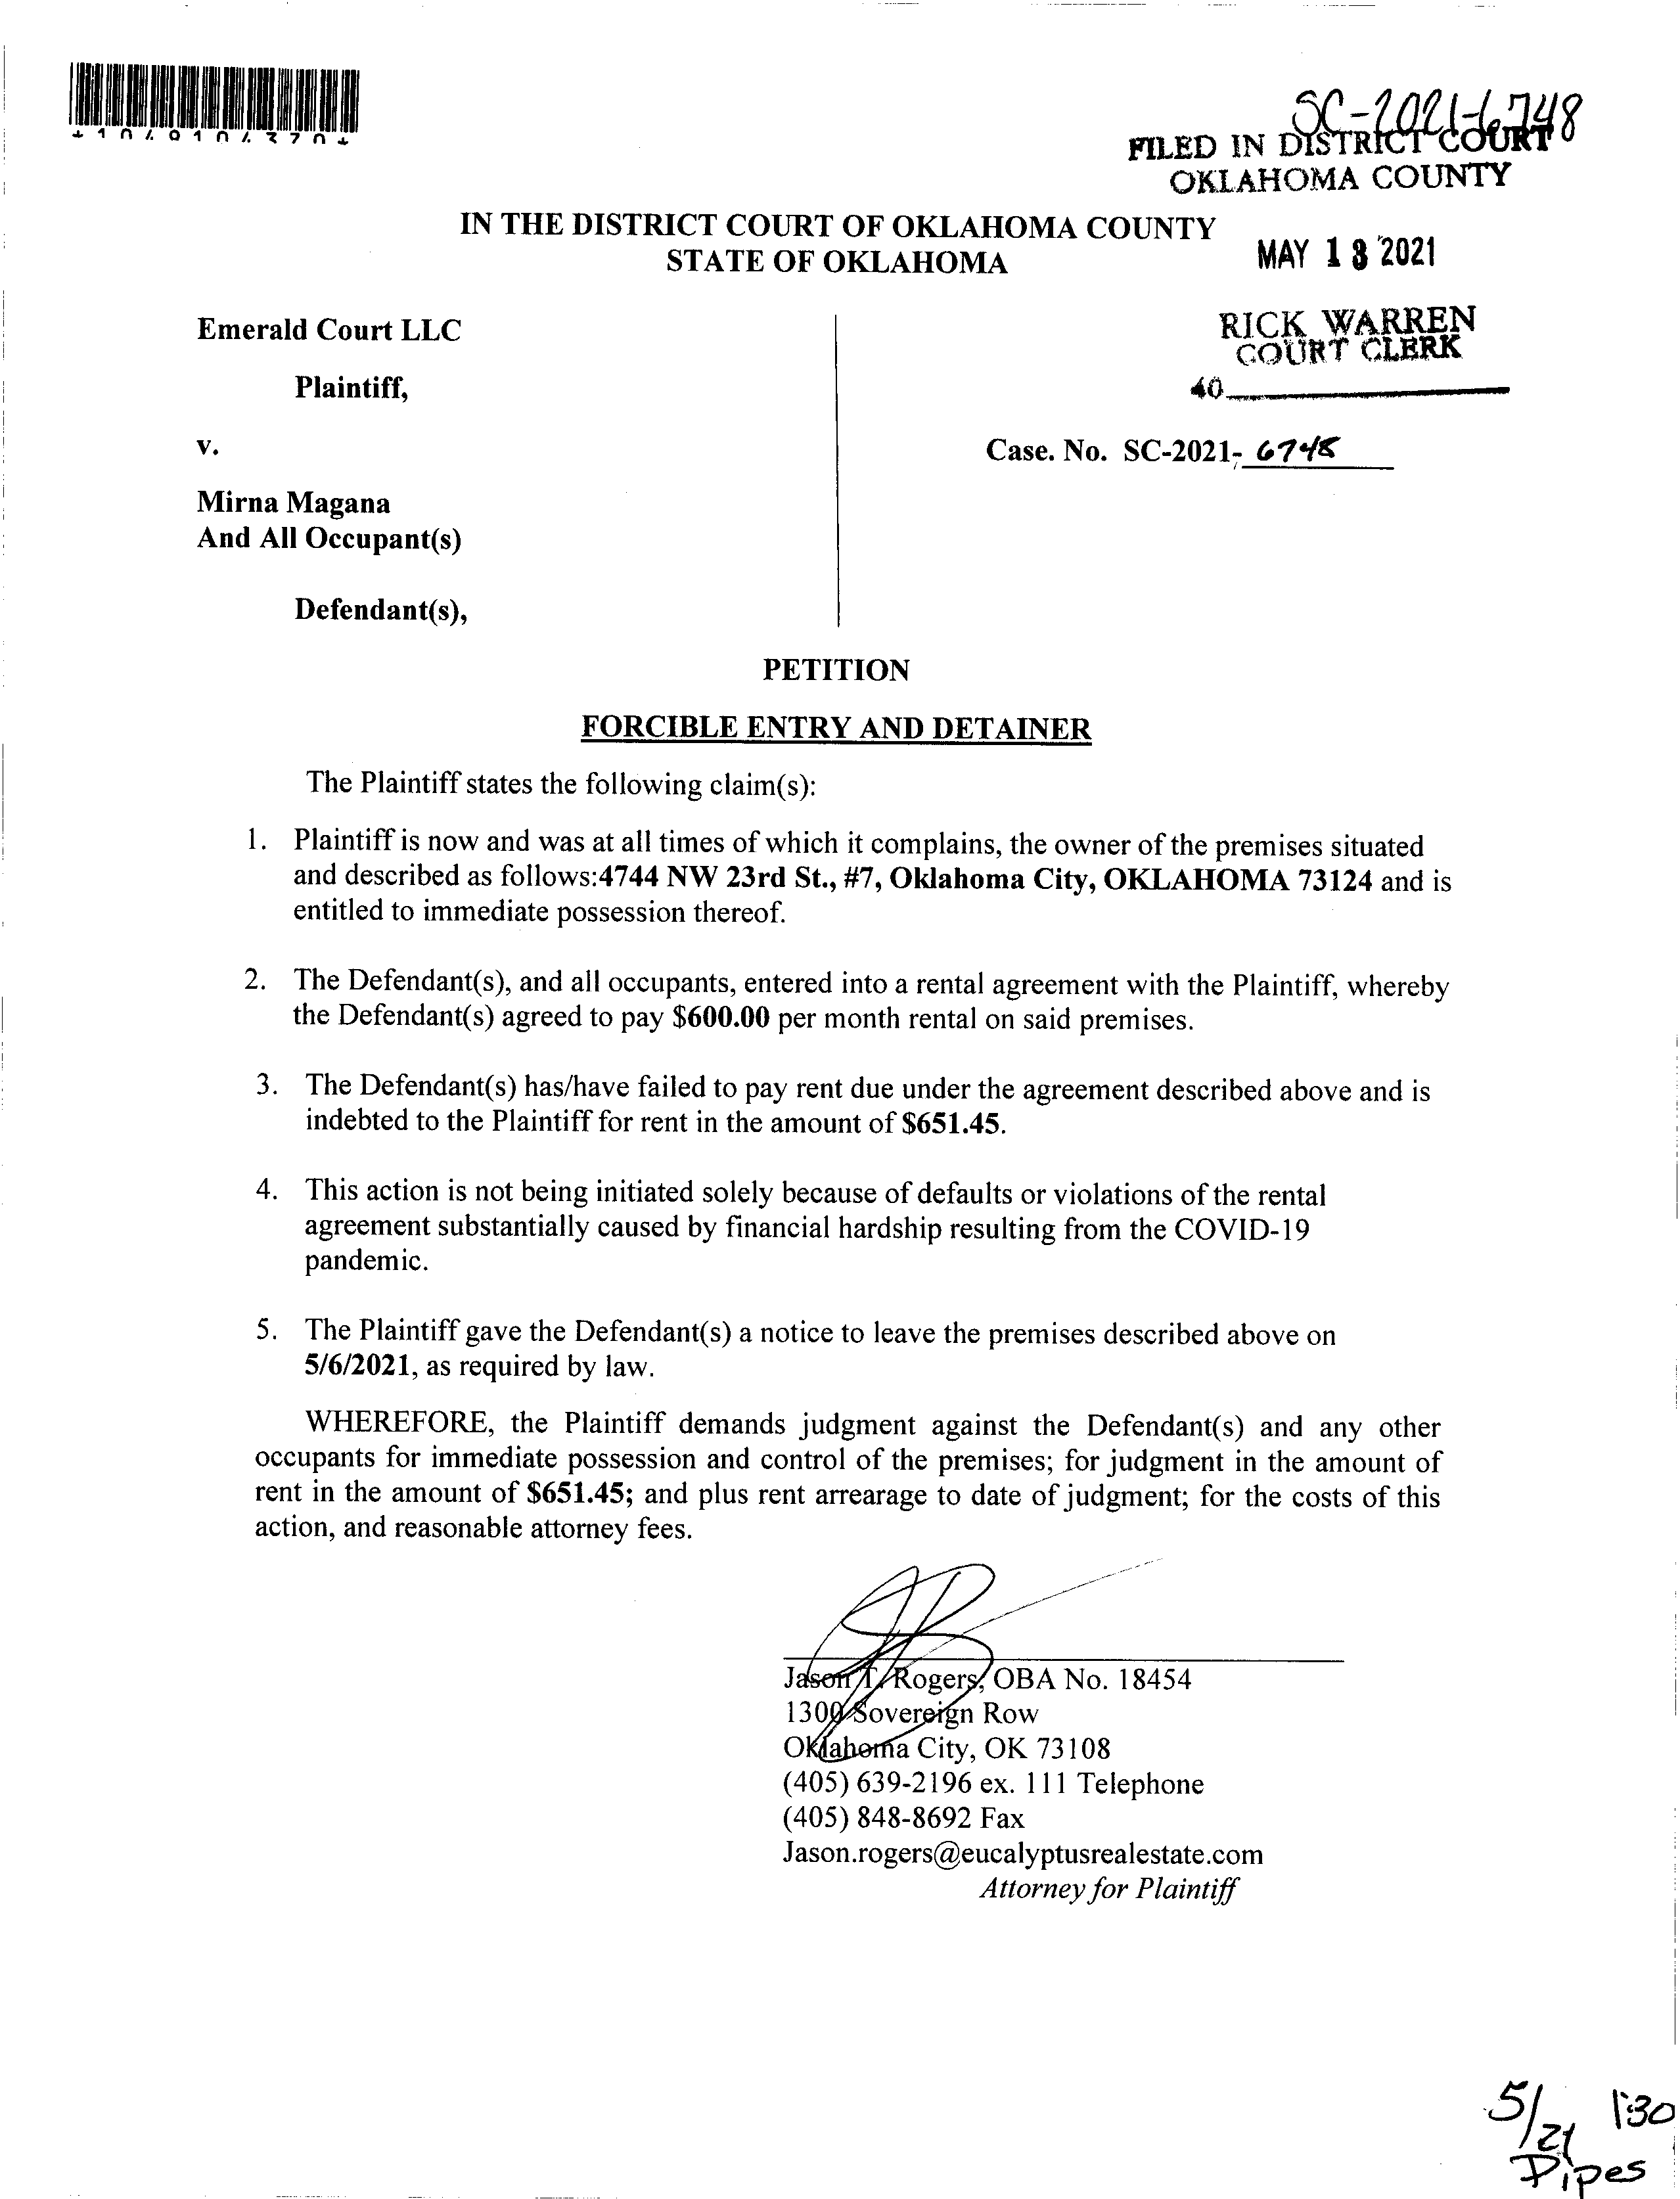 SC-2021-6748
FILED IN DISTRICT COURT
OKLAHOMA COUNTY
IN THE DISTRICT COURT OF OKLAHOMA COUNTY
STATE OF OKLAHOMA
MAY 13 2021
RICK WARREN
COURT CLERK
40
Emerald Court LLC
Plaintiff,
v.
Case. No. SC-2021- 6748
Mirna Magana
And All Occupant(s)
Defendant(s),
PETITION
FORCIBLE ENTRY AND DETAINER
The Plaintiff states the following claim(s):
1. Plaintiff is now and was at all times of which it complains, the owner of the premises situated
and described as follows:4744 NW 23rd St., #7, Oklahoma City, OKLAHOMA 73124 and is
entitled to immediate possession thereof.
2. The Defendant(s), and all occupants, entered into a rental agreement with the Plaintiff, whereby
the Defendant(s) agreed to pay $600.00 per month rental on said premises.
3. The Defendant(s) has/have failed to pay rent due under the agreement described above and is
indebted to the Plaintiff for rent in the amount of $651.45.
4. This action is not being initiated solely because of defaults or violations of the rental
agreement substantially caused by financial hardship resulting from the COVID-19
pandemic.
5. The Plaintiff gave the Defendant(s) a notice to leave the premises described above on
5/6/2021, as required by law.
WHEREFORE, the Plaintiff demands judgment against the Defendant(s) and any other
occupants for immediate possession and control of the premises; for judgment in the amount of
rent in the amount of $651.45; and plus rent arrearage to date of judgment; for the costs of this
action, and reasonable attorney fees.
Jason T. Rogers, OBA No. 18454
1300 Sovereign Row
Oklahoma City, OK 73108
(405) 639-2196 ex. 111 Telephone
(405) 848-8692 Fax
Jason.rogers@eucalyptusrealestate.com
Attorney for Plaintiff
5/21 1:30
Pipes